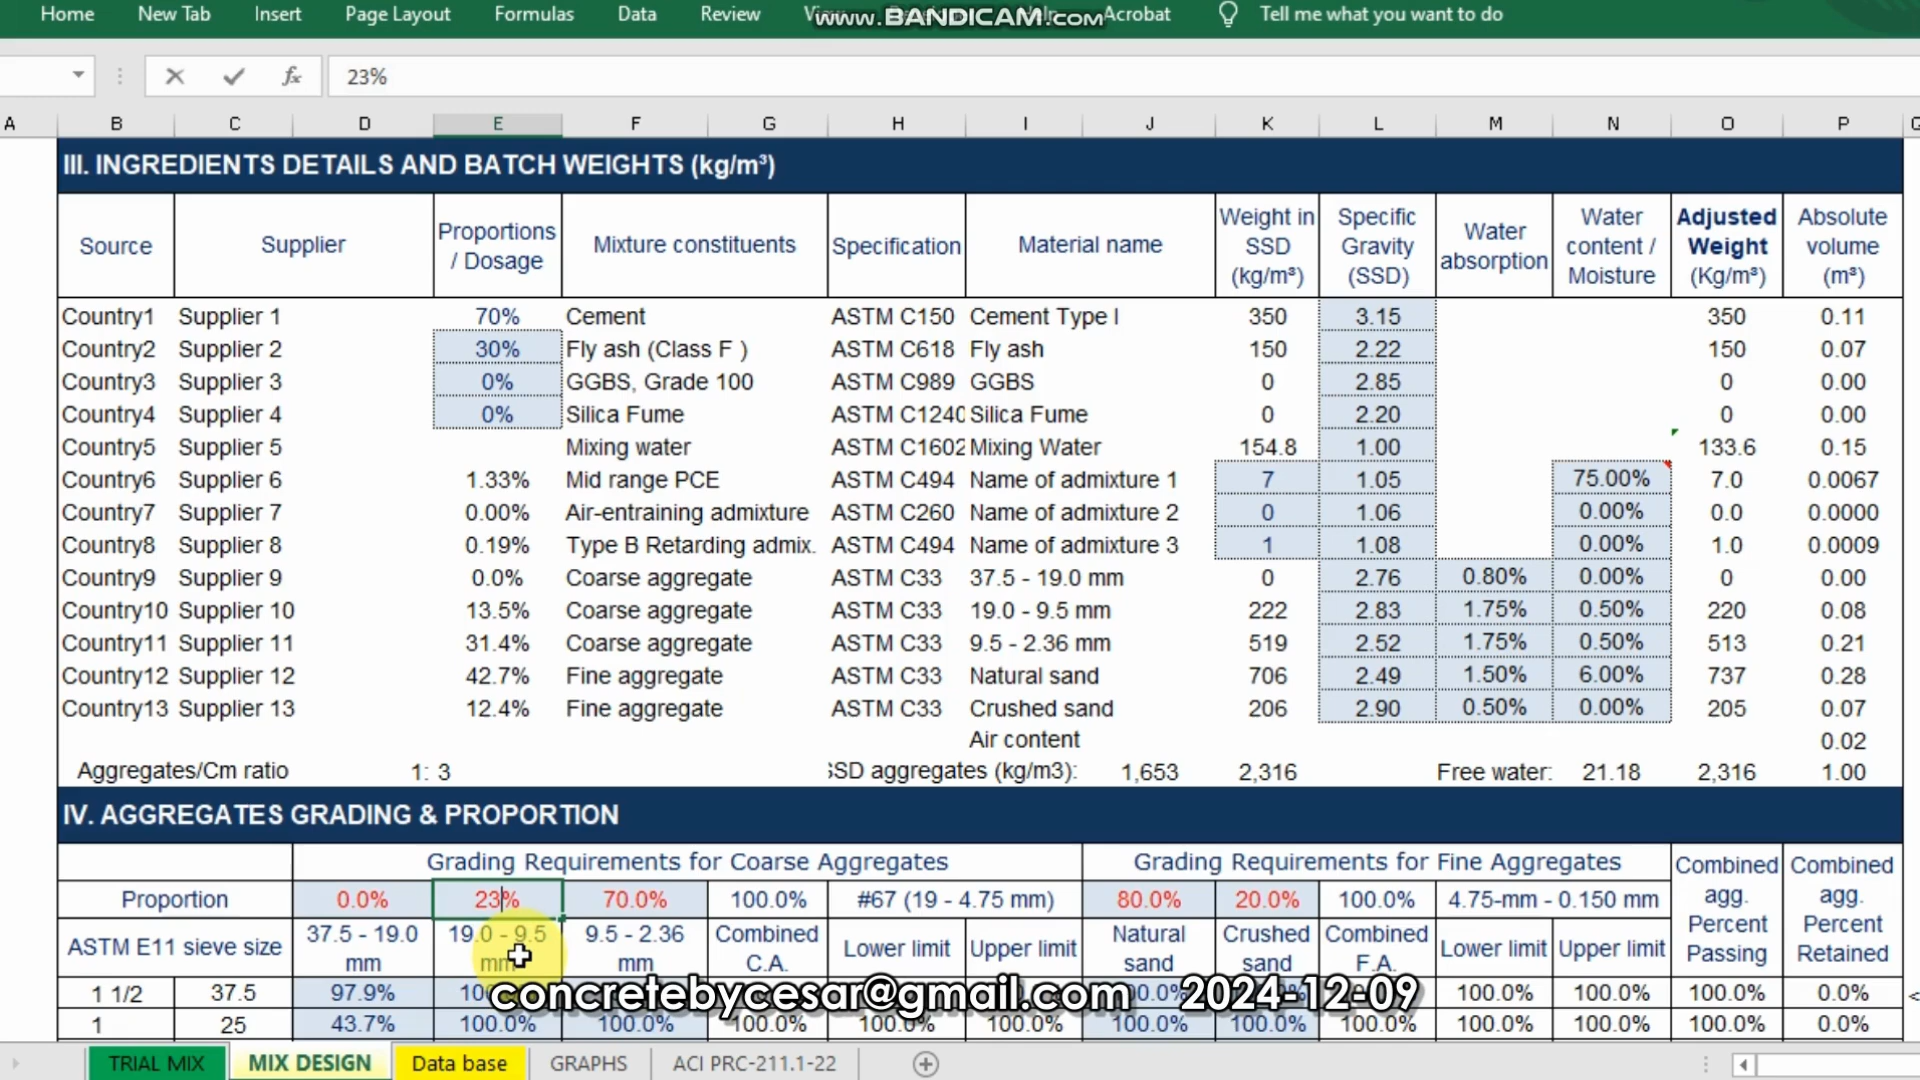 Home New Tab Insert Page Layout Formulas Data Review www.BANDICAM.com Acrobat Tell me what you want to do
fx 23%
A B C D E F G H I J K L M N O P
III. INGREDIENTS DETAILS AND BATCH WEIGHTS (kg/m³)
Source Supplier Proportions / Dosage Mixture constituents Specification Material name Weight in SSD (kg/m³) Specific Gravity (SSD) Water absorption Water content / Moisture Adjusted Weight (Kg/m³) Absolute volume (m³)
Country1 Supplier 1 70% Cement ASTM C150 Cement Type I 350 3.15 350 0.11
Country2 Supplier 2 30% Fly ash (Class F ) ASTM C618 Fly ash 150 2.22 150 0.07
Country3 Supplier 3 0% GGBS, Grade 100 ASTM C989 GGBS 0 2.85 0 0.00
Country4 Supplier 4 0% Silica Fume ASTM C1240 Silica Fume 0 2.20 0 0.00
Country5 Supplier 5 Mixing water ASTM C1602 Mixing Water 154.8 1.00 133.6 0.15
Country6 Supplier 6 1.33% Mid range PCE ASTM C494 Name of admixture 1 7 1.05 75.00% 7.0 0.0067
Country7 Supplier 7 0.00% Air-entraining admixture ASTM C260 Name of admixture 2 0 1.06 0.00% 0.0 0.0000
Country8 Supplier 8 0.19% Type B Retarding admix. ASTM C494 Name of admixture 3 1 1.08 0.00% 1.0 0.0009
Country9 Supplier 9 0.0% Coarse aggregate ASTM C33 37.5 - 19.0 mm 0 2.76 0.80% 0.00% 0 0.00
Country10 Supplier 10 13.5% Coarse aggregate ASTM C33 19.0 - 9.5 mm 222 2.83 1.75% 0.50% 220 0.08
Country11 Supplier 11 31.4% Coarse aggregate ASTM C33 9.5 - 2.36 mm 519 2.52 1.75% 0.50% 513 0.21
Country12 Supplier 12 42.7% Fine aggregate ASTM C33 Natural sand 706 2.49 1.50% 6.00% 737 0.28
Country13 Supplier 13 12.4% Fine aggregate ASTM C33 Crushed sand 206 2.90 0.50% 0.00% 205 0.07
Air content 0.02
Aggregates/Cm ratio 1: 3 SSD aggregates (kg/m3): 1,653 2,316 Free water: 21.18 2,316 1.00
IV. AGGREGATES GRADING & PROPORTION
Grading Requirements for Coarse Aggregates Grading Requirements for Fine Aggregates Combined agg. Percent Passing Combined agg. Percent Retained
Proportion 0.0% 23% 70.0% 100.0% #67 (19 - 4.75 mm) 80.0% 20.0% 100.0% 4.75-mm - 0.150 mm
ASTM E11 sieve size 37.5 - 19.0 mm 19.0 - 9.5 mm 9.5 - 2.36 mm Combined C.A. Lower limit Upper limit Natural sand Crushed sand Combined F.A. Lower limit Upper limit
1 1/2 37.5 97.9% 100.0% 100.0% 100.0% 100.0% 0.0%
concretebycesar@gmail.com 2024-12-09
1 25 43.7% 100.0% 100.0% 100.0% 100.0% 100.0% 100.0% 100.0% 100.0% 100.0% 100.0% 100.0% 0.0%
TRIAL MIX MIX DESIGN Data base GRAPHS ACI PRC-211.1-22